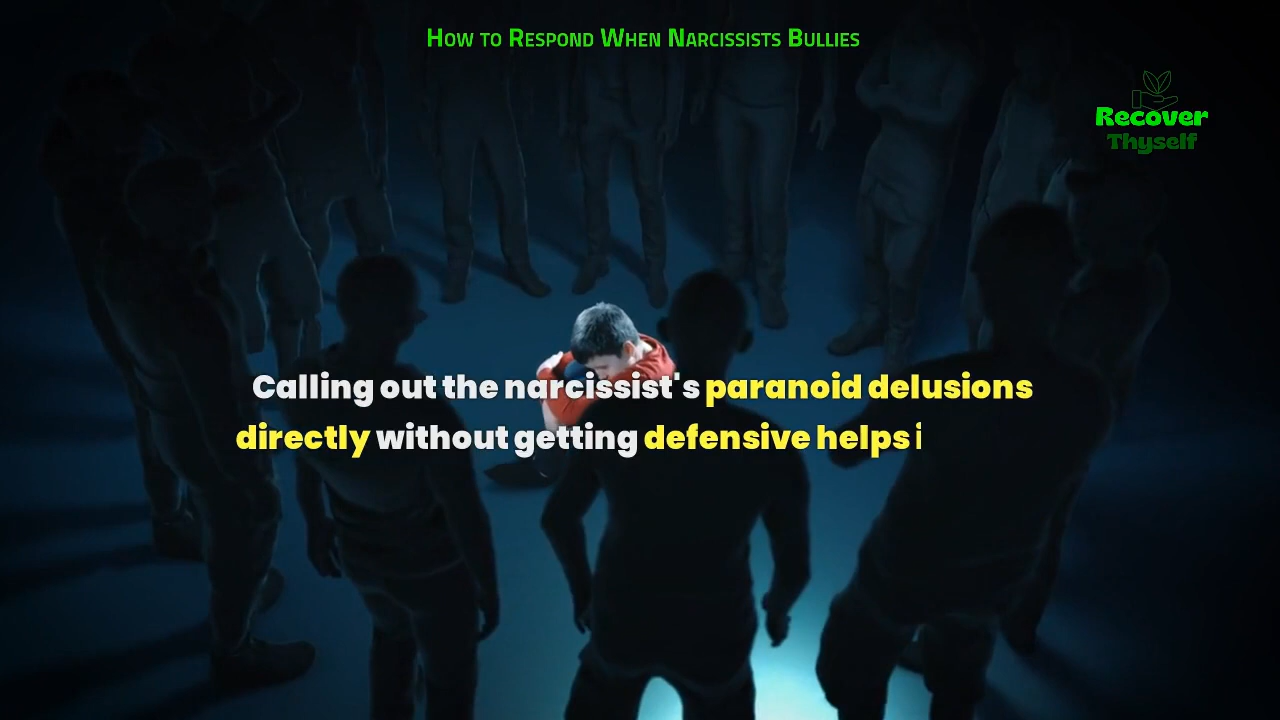 How to Respond When Narcissists Bullies
Recover
Thyself
Calling out the narcissist's paranoid delusions
directly without getting defensive helps i